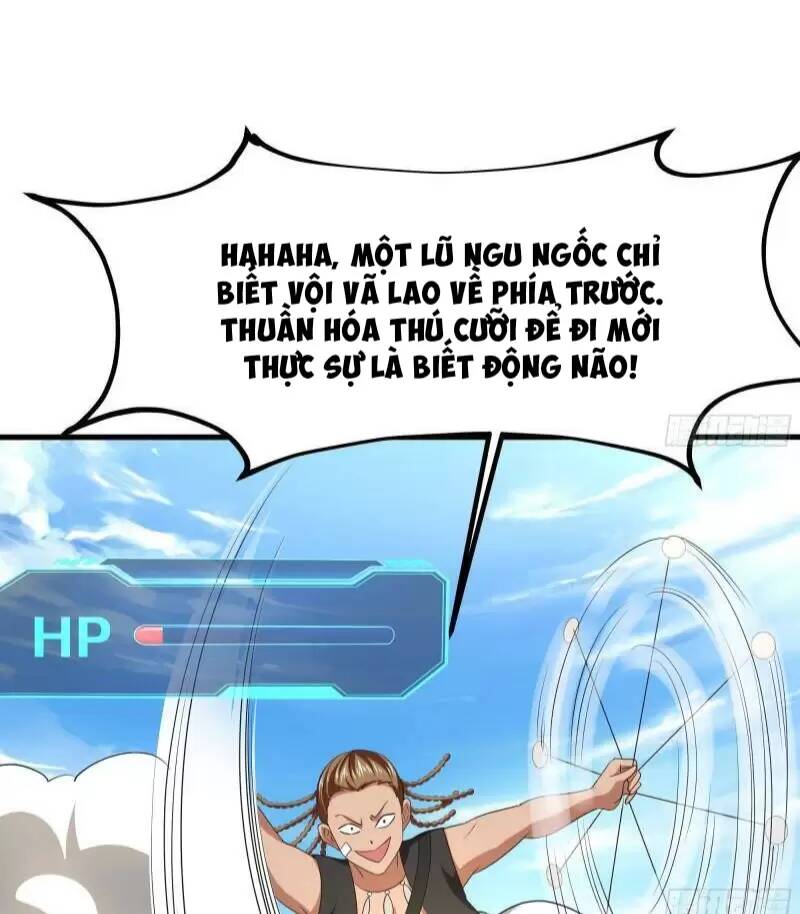 HAHAHA, MỘT LŨ NGU NGỐC CHỈ
BIẾT VỘI VÃ LAO VỀ PHÍA TRƯỚC.
THUẦN HÓA THÚ CƯỠI ĐỂ ĐI MỚI
THỰC SỰ LÀ BIẾT ĐỘNG NÃO!
HP